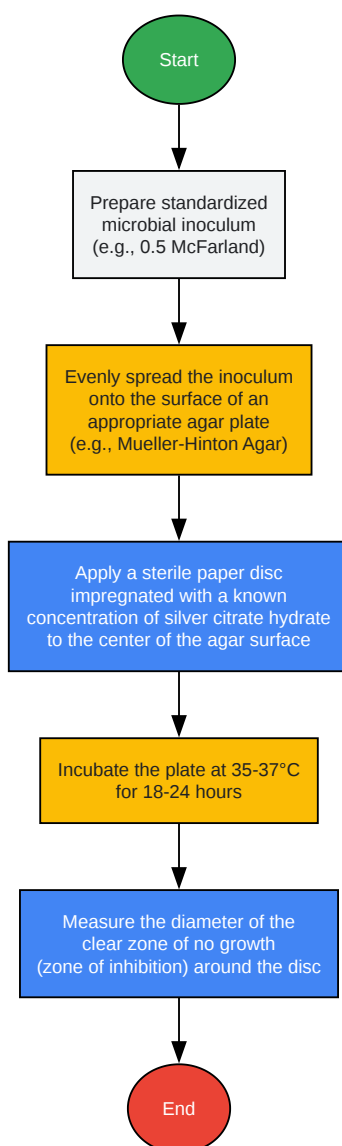 Start
Prepare standardized
microbial inoculum
(e.g., 0.5 McFarland)
Evenly spread the inoculum
onto the surface of an
appropriate agar plate
(e.g., Mueller-Hinton Agar)
Apply a sterile paper disc
impregnated with a known
concentration of silver citrate hydrate
to the center of the agar surface
Incubate the plate at 35-37°C
for 18-24 hours
Measure the diameter of the
clear zone of no growth
(zone of inhibition) around the disc
End